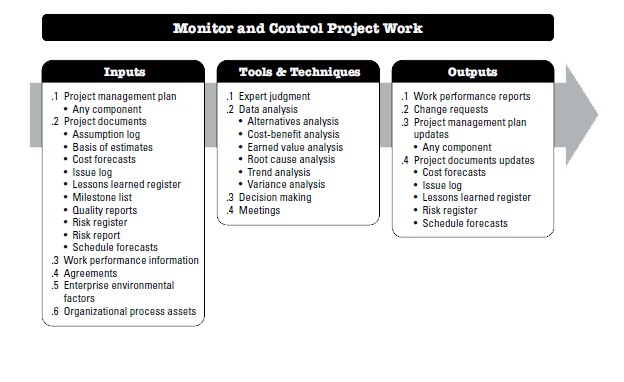 Monitor and Control Project Work
Inputs
.1 Project management plan
• Any component
.2 Project documents
• Assumption log
• Basis of estimates
• Cost forecasts
• Issue log
• Lessons learned register
• Milestone list
• Quality reports
• Risk register
• Risk report
• Schedule forecasts
.3 Work performance information
.4 Agreements
.5 Enterprise environmental
factors
.6 Organizational process assets
Tools & Techniques
.1 Expert judgment
.2 Data analysis
• Alternatives analysis
• Cost-benefit analysis
• Earned value analysis
• Root cause analysis
• Trend analysis
• Variance analysis
.3 Decision making
.4 Meetings
Outputs
.1 Work performance reports
.2 Change requests
.3 Project management plan
updates
• Any component
.4 Project documents updates
• Cost forecasts
• Issue log
• Lessons learned register
• Risk register
• Schedule forecasts